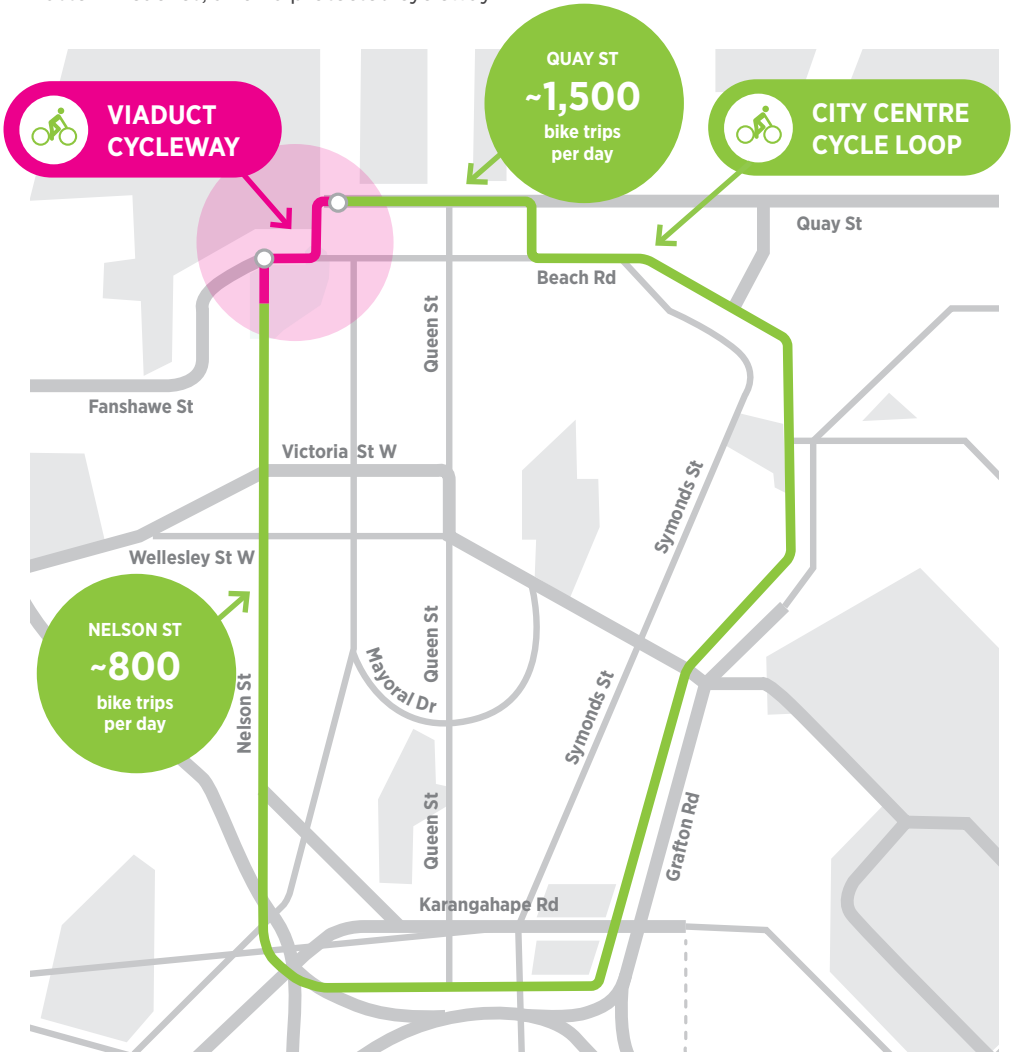 QUAY ST
~1,500
bike trips
per day
VIADUCT
CYCLEWAY
CITY CENTRE
CYCLE LOOP
Quay St
Beach Rd
Queen St
Fanshawe St
Victoria St W
Symonds St
Wellesley St W
NELSON ST
~800
bike trips
per day
Queen St
Mayoral Dr
Nelson St
Symonds St
Queen St
Grafton Rd
Karangahape Rd